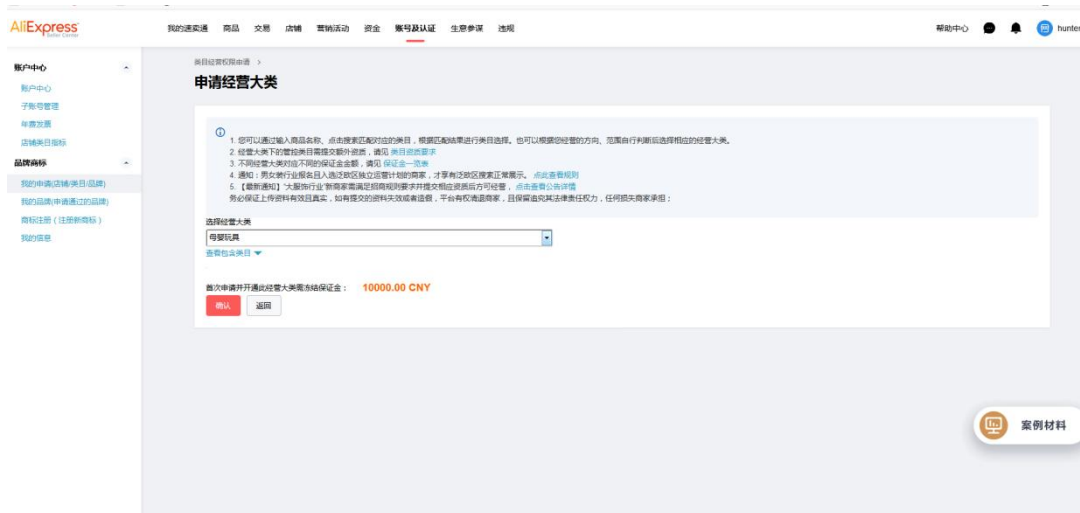 AliExpress
Seller Center
我的速卖通 商品 交易 店铺 营销活动 资金 账号及认证 生意参谋 违规
帮助中心
hunter
账户中心
账户中心
子账号管理
年费发票
店铺类目指标
品牌商标
我的申请(店铺/类目/品牌)
我的品牌(申请通过的品牌)
商标注册(注册新商标)
我的信息
类目经营权限申请 >
申请经营大类
1. 您可以通过输入商品名称、点击搜索匹配对应的类目,根据匹配结果进行类目选择。也可以根据您经营的方向、范围自行判断后选择相应的经营大类。
2. 经营大类下的管控类目需提交额外资质,请见 类目资质要求
3. 不同经营大类对应不同的保证金金额,请见 保证金一览表
4. 通知:男女装行业报名且入选泛欧区独立运营计划的商家,才享有泛欧区搜索正常展示。 点此查看规则
5. 【最新通知】“大服饰行业”新商家需满足招商规则要求并提交相应资质后方可经营,点击查看公告详情
务必保证上传资料有效且真实,如有提交的资料失效或者造假,平台有权清退商家,且保留追究其法律责任权力,任何损失商家承担;
选择经营大类
母婴玩具
查看包含类目
首次申请并开通此经营大类需冻结保证金: 10000.00 CNY
确认 返回
案例材料